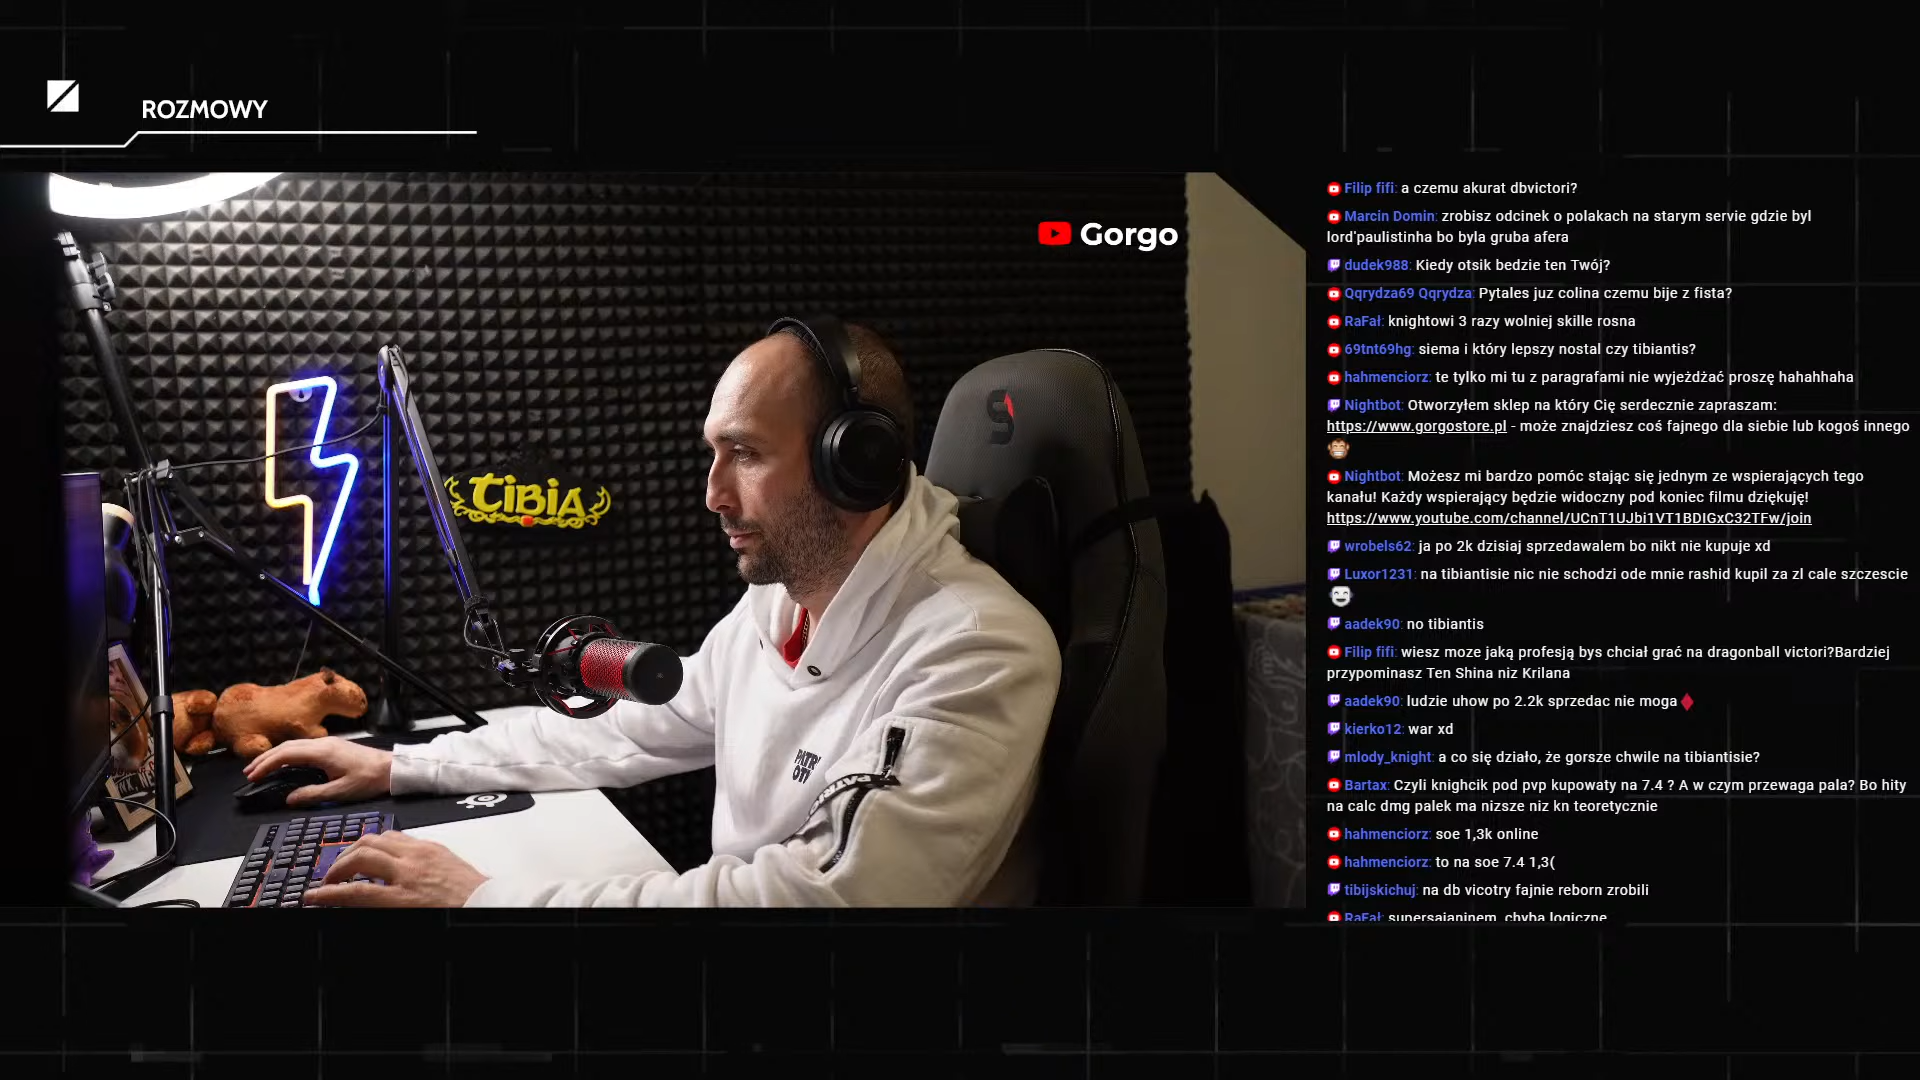 ROZMOWY
Gorgo
TIBIA
PATRI
OTI
Filip fifi: a czemu akurat dbvictori?
Marcin Domin: zrobisz odcinek o polakach na starym servie gdzie był
lord'paulistinha bo byla gruba afera
dudek988: Kiedy otsik bedzie ten Twój?
Qqrydza69 Qqrydza: Pytales juz colina czemu bije z fista?
RaFał: knightowi 3 razy wolniej skille rosna
69tnt69hg: siema i który lepszy nostal czy tibiantis?
hahmenciorz: te tylko mi tu z paragrafami nie wyjeżdżać proszę hahahhaha
Nightbot: Otworzyłem sklep na który Cię serdecznie zapraszam:
https://www.gorgostore.pl - może znajdziesz coś fajnego dla siebie lub kogoś innego
Nightbot: Możesz mi bardzo pomóc stając się jednym ze wspierających tego
kanału! Każdy wspierający będzie widoczny pod koniec filmu dziękuję!
https://www.youtube.com/channel/UCnT1UJbi1VT1BDIGxC32TFw/join
wrobels62: ja po 2k dzisiaj sprzedawalem bo nikt nie kupuje xd
Luxor1231: na tibiantisie nic nie schodzi ode mnie rashid kupil za zl cale szczescie
aadek90: no tibiantis
Filip fifi: wiesz moze jaką profesją bys chciał grać na dragonball victori?Bardziej
przypominasz Ten Shina niz Krilana
aadek90: ludzie uhow po 2.2k sprzedac nie moga
kierko12: war xd
mlody_knight: a co się działo, że gorsze chwile na tibiantisie?
Bartax: Czyli knighcik pod pvp kupowaty na 7.4 ? A w czym przewaga pala? Bo hity
na calc dmg palek ma nizsze niz kn teoretycznie
hahmenciorz: soe 1,3k online
hahmenciorz: to na soe 7.4 1,3(
tibijskichuj: na db vicotry fajnie reborn zrobili
RaFał: supersajaninem, chyba logiczne